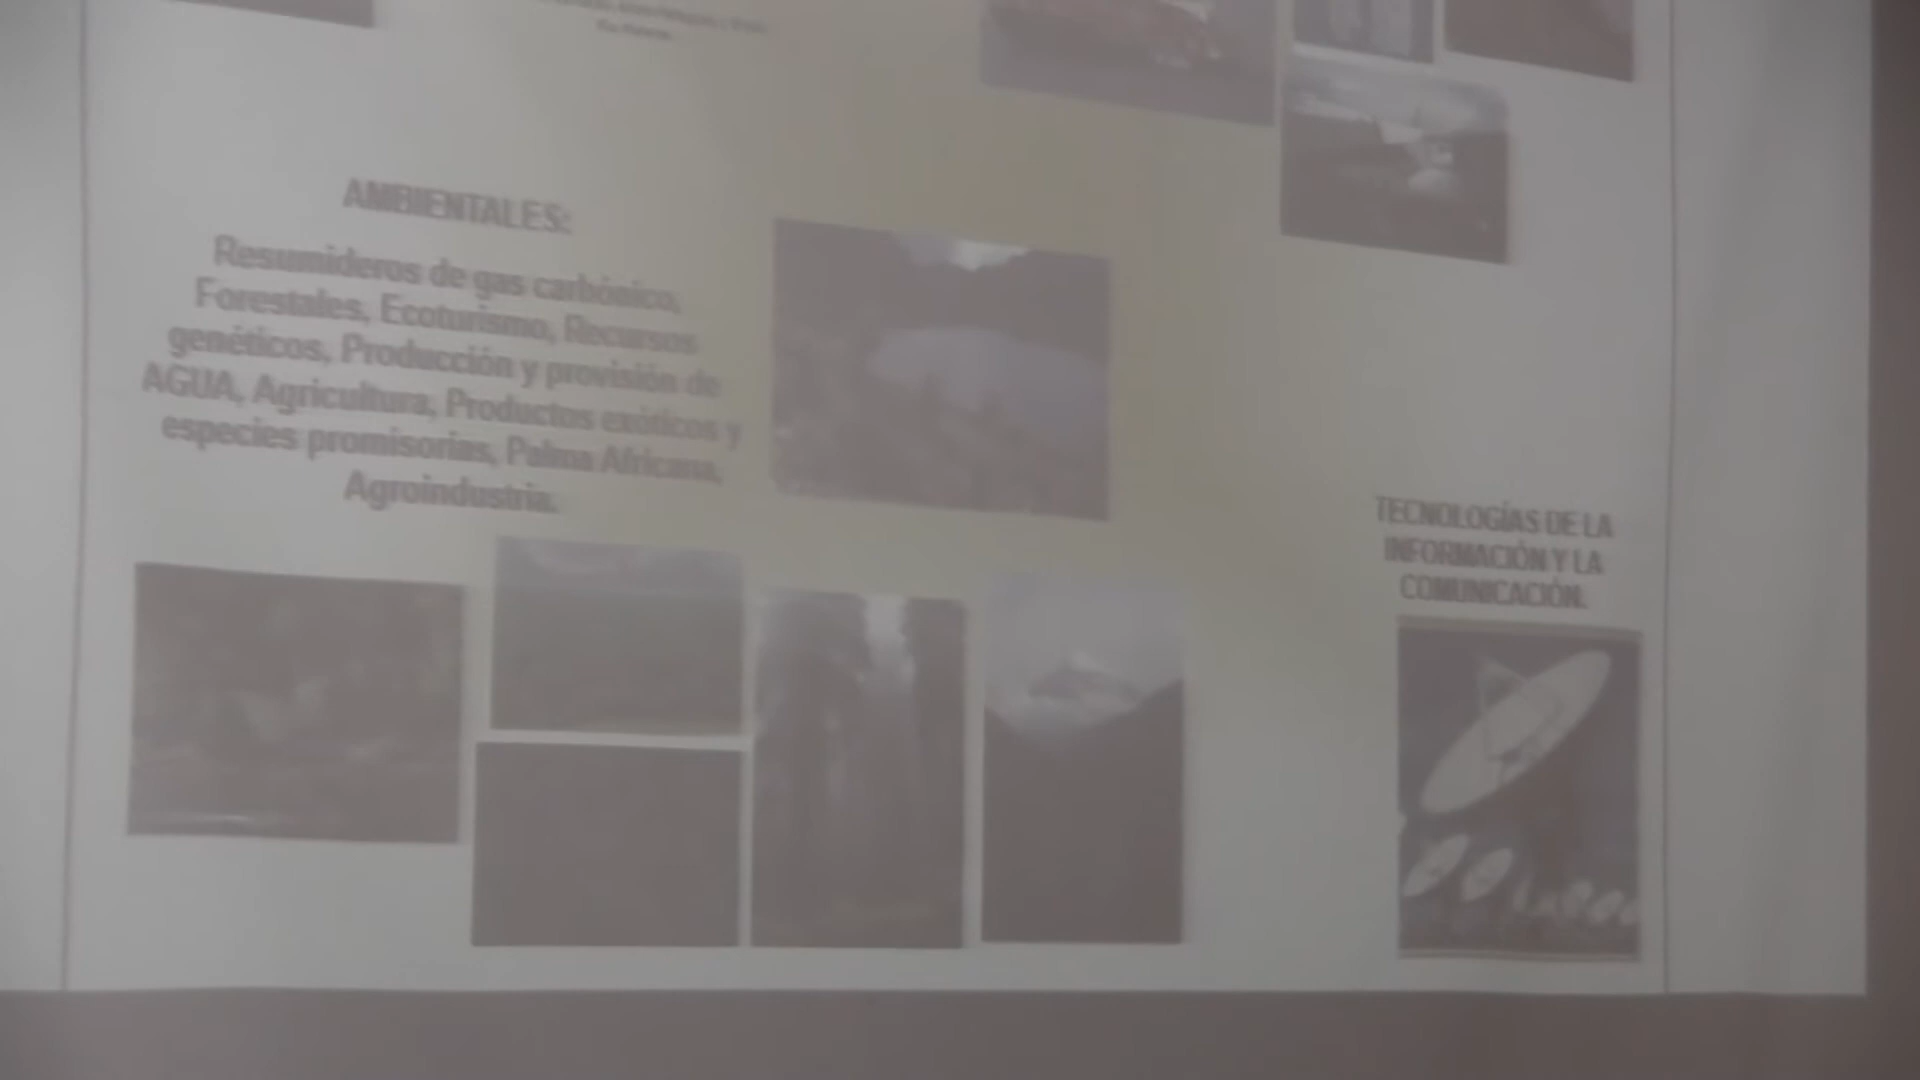 AMBIENTALES:
Resumideros de gas carbónico,
Forestales, Ecoturismo, Recursos
genéticos, Producción y provisión de
AGUA, Agricultura, Productos exóticos y
especies promisorias, Palma Africana,
Agroindustria.
TECNOLOGÍAS DE LA
INFORMACIÓN Y LA
COMUNICACIÓN.